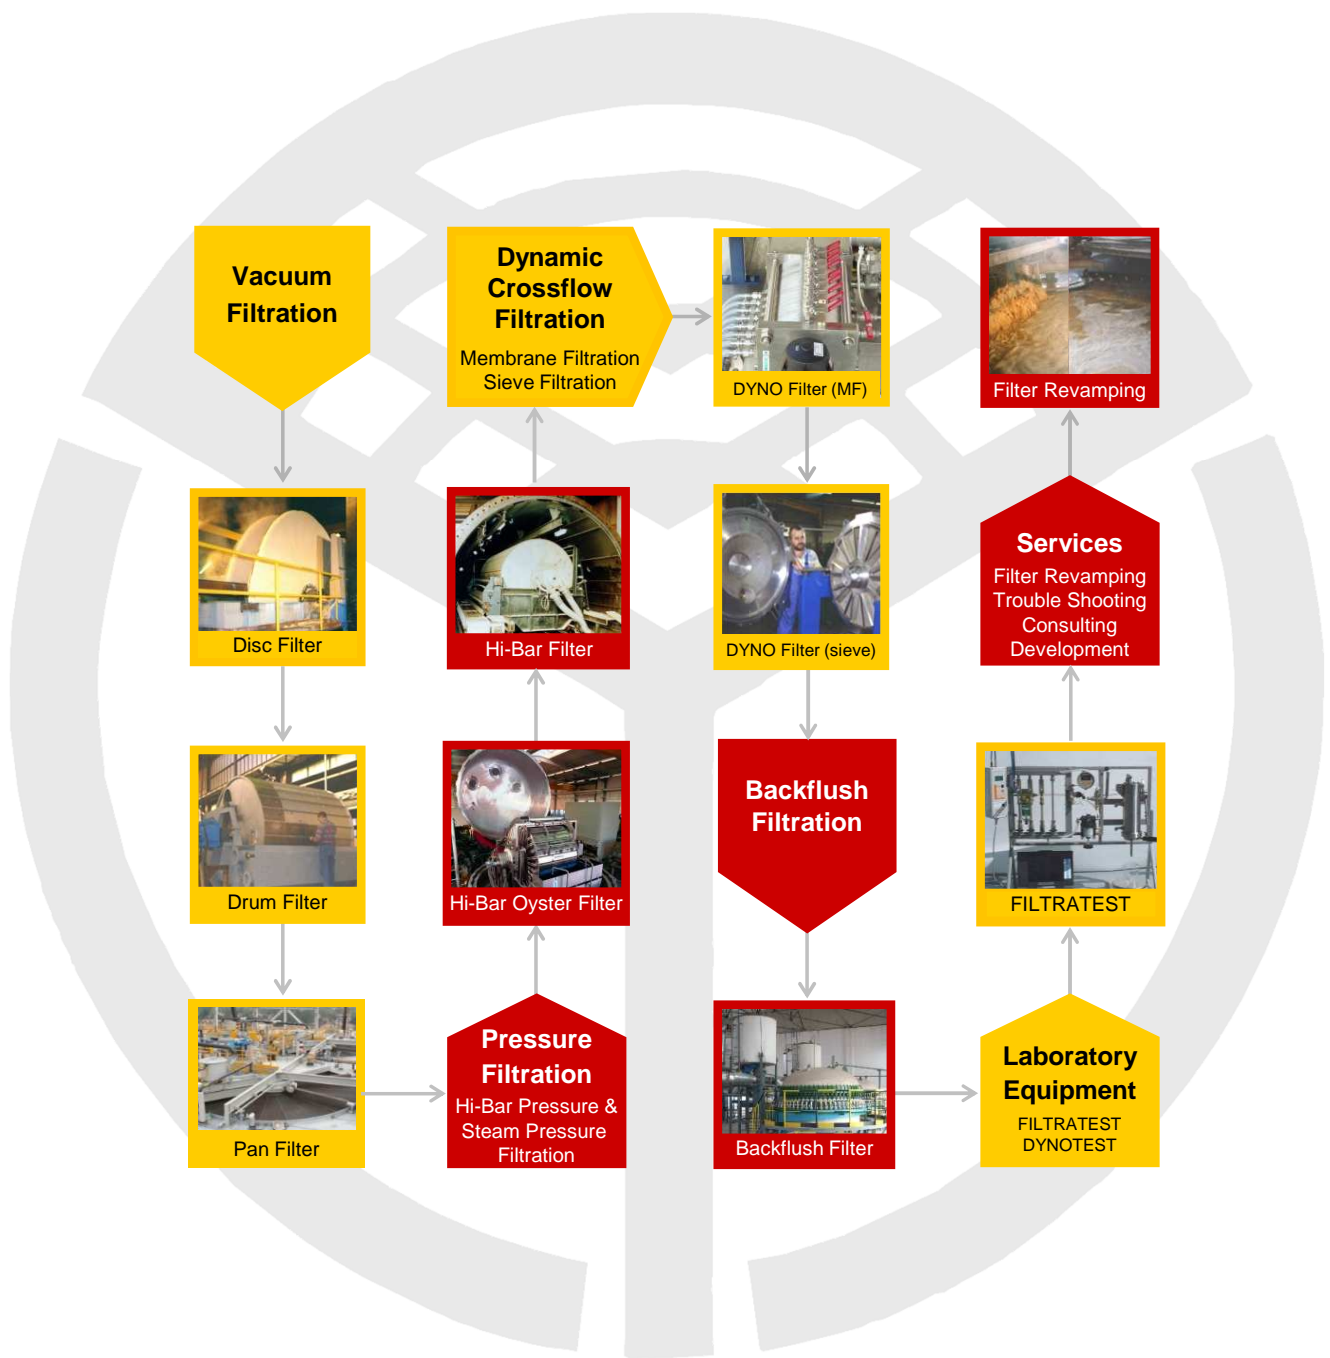 Vacuum
Filtration
Disc Filter
Drum Filter
Pan Filter
Pressure
Filtration
Hi-Bar Pressure &
Steam Pressure
Filtration
Hi-Bar Oyster Filter
Hi-Bar Filter
Dynamic
Crossflow
Filtration
Membrane Filtration
Sieve Filtration
DYNO Filter (MF)
DYNO Filter (sieve)
Backflush
Filtration
Backflush Filter
Laboratory
Equipment
FILTRATEST
DYNOTEST
FILTRATEST
Services
Filter Revamping
Trouble Shooting
Consulting
Development
Filter Revamping